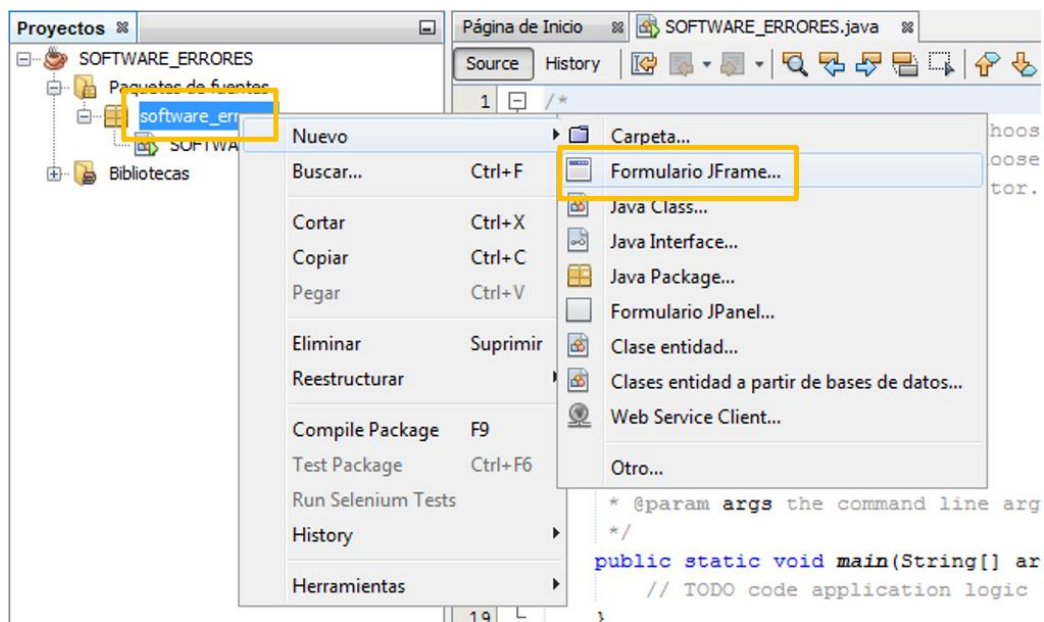 Proyectos
SOFTWARE_ERRORES
Paquetes de fuentes
software_err
SOFTWA
Bibliotecas
Página de Inicio
SOFTWARE_ERRORES.java
Source History
1 /*
hoos
oose
tor.
Nuevo
Buscar... Ctrl+F
Cortar Ctrl+X
Copiar Ctrl+C
Pegar Ctrl+V
Eliminar Suprimir
Reestructurar
Compile Package F9
Test Package Ctrl+F6
Run Selenium Tests
History
Herramientas
Carpeta...
Formulario JFrame...
Java Class...
Java Interface...
Java Package...
Formulario JPanel...
Clase entidad...
Clases entidad a partir de bases de datos...
Web Service Client...
Otro...
* @param args the command line arg
*/
public static void main(String[] ar
// TODO code application logic
19 }